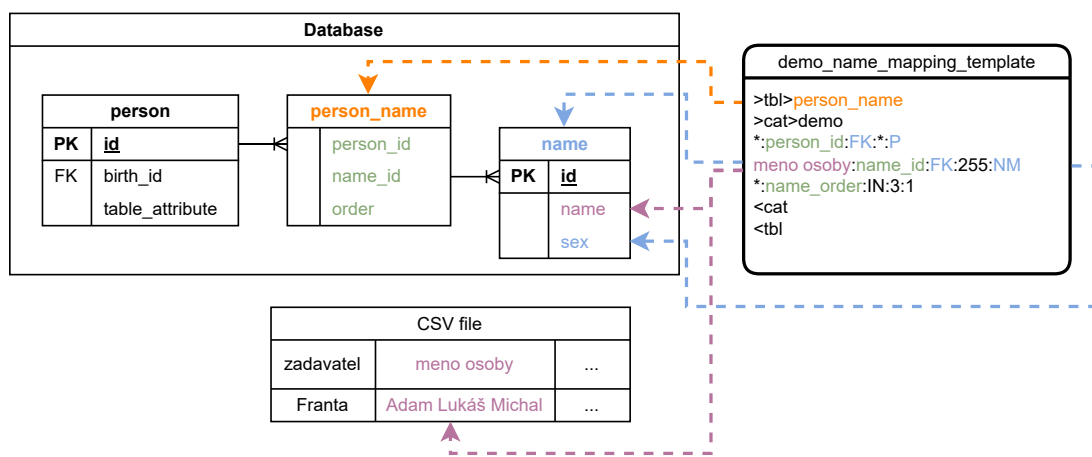 Database
demo_name_mapping_template
person
PK id
FK birth_id
table_attribute
person_name
person_id
name_id
order
name
PK id
name
sex
>tbl>person_name
>cat>demo
*:person_id:FK:*:P
meno osoby:name_id:FK:255:NM
*:name_order:IN:3:1
<cat
<tbl
CSV file
zadavatel meno osoby ...
Franta Adam Lukáš Michal ...